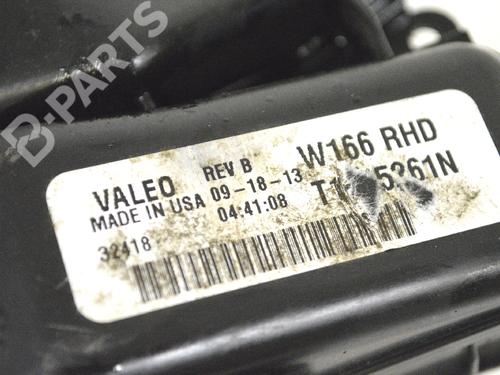 B-PARTS
VALEO REV B W166 RHD
MADE IN USA 09-18-13
04:41:08
32418